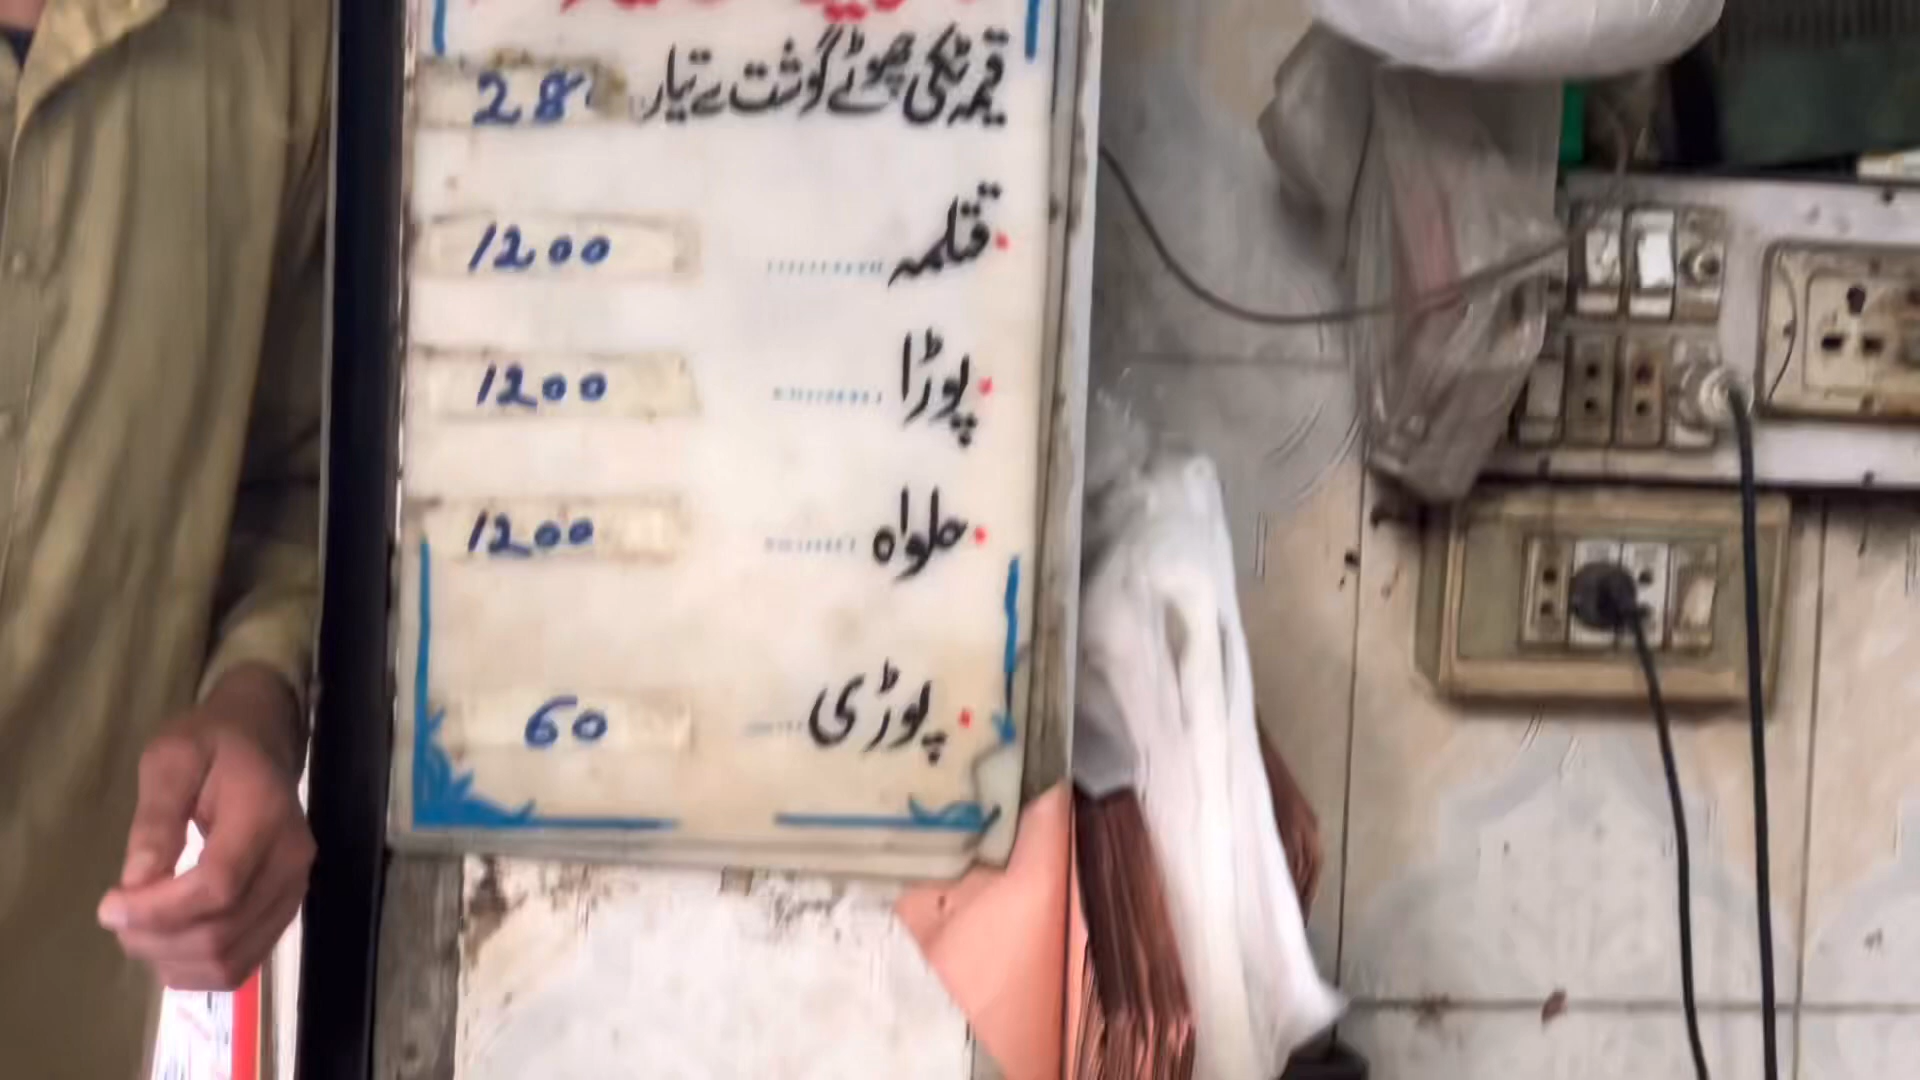 قیمہ ٹکی چھوٹے گوشت سے تیار 28
قتلمہ .......... 1200
پوڑا .......... 1200
حلواہ .......... 1200
پوڑی ....... 60